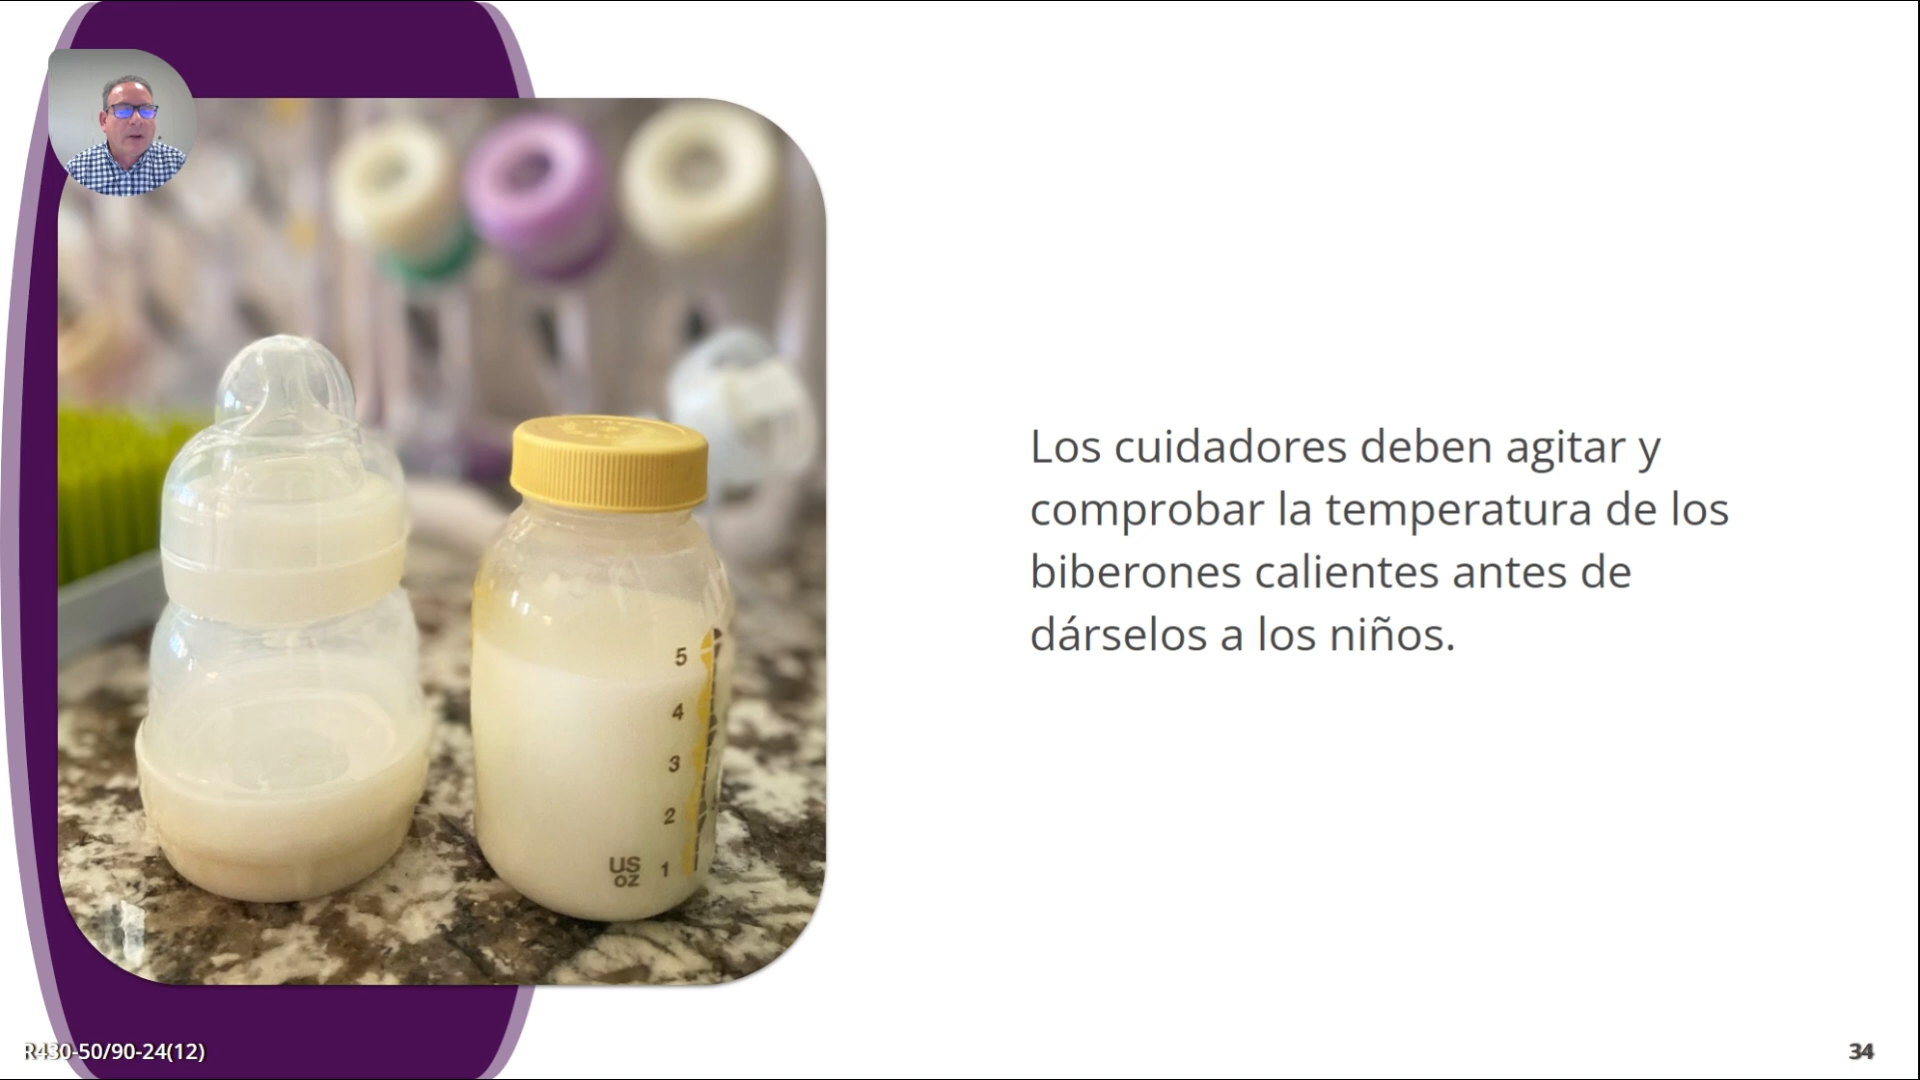 Los cuidadores deben agitar y
comprobar la temperatura de los
biberones calientes antes de
dárselos a los niños.
5
4
3
2
US
oz
1
R430-50/90-24(12)
34